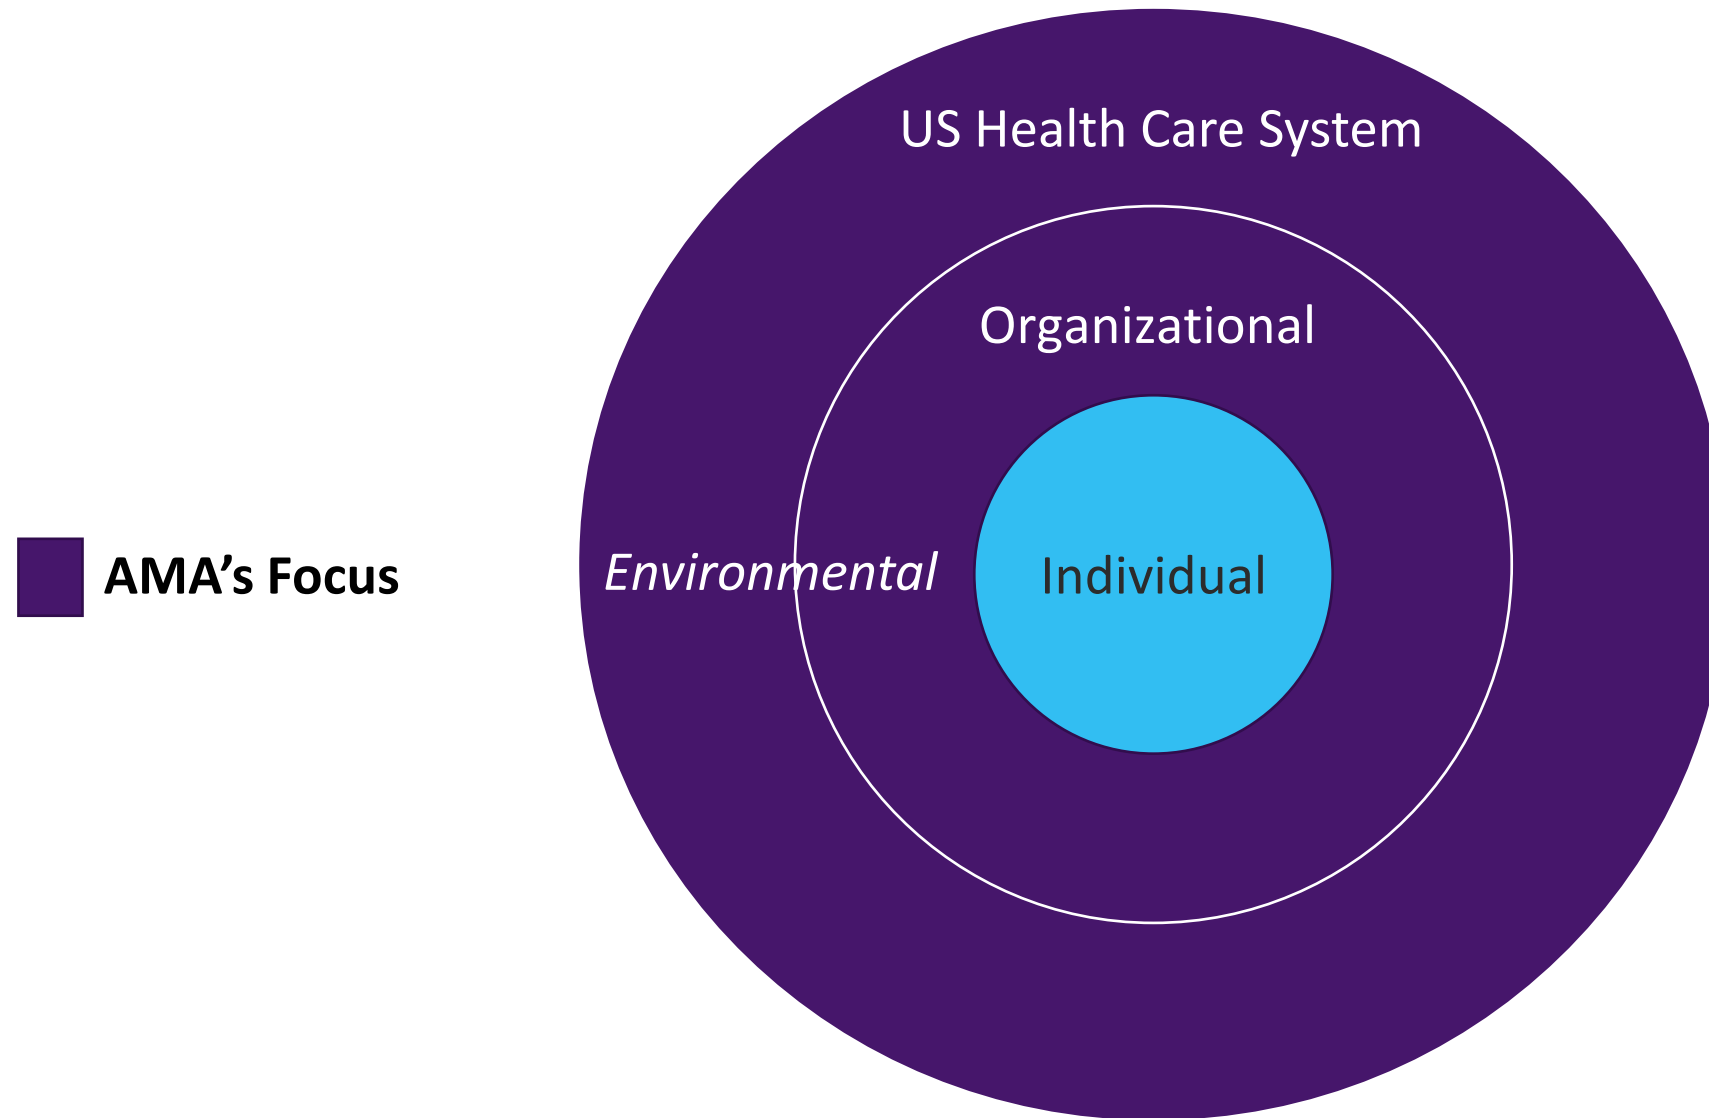 US Health Care System
Organizational
AMA’s Focus
Environmental
Individual